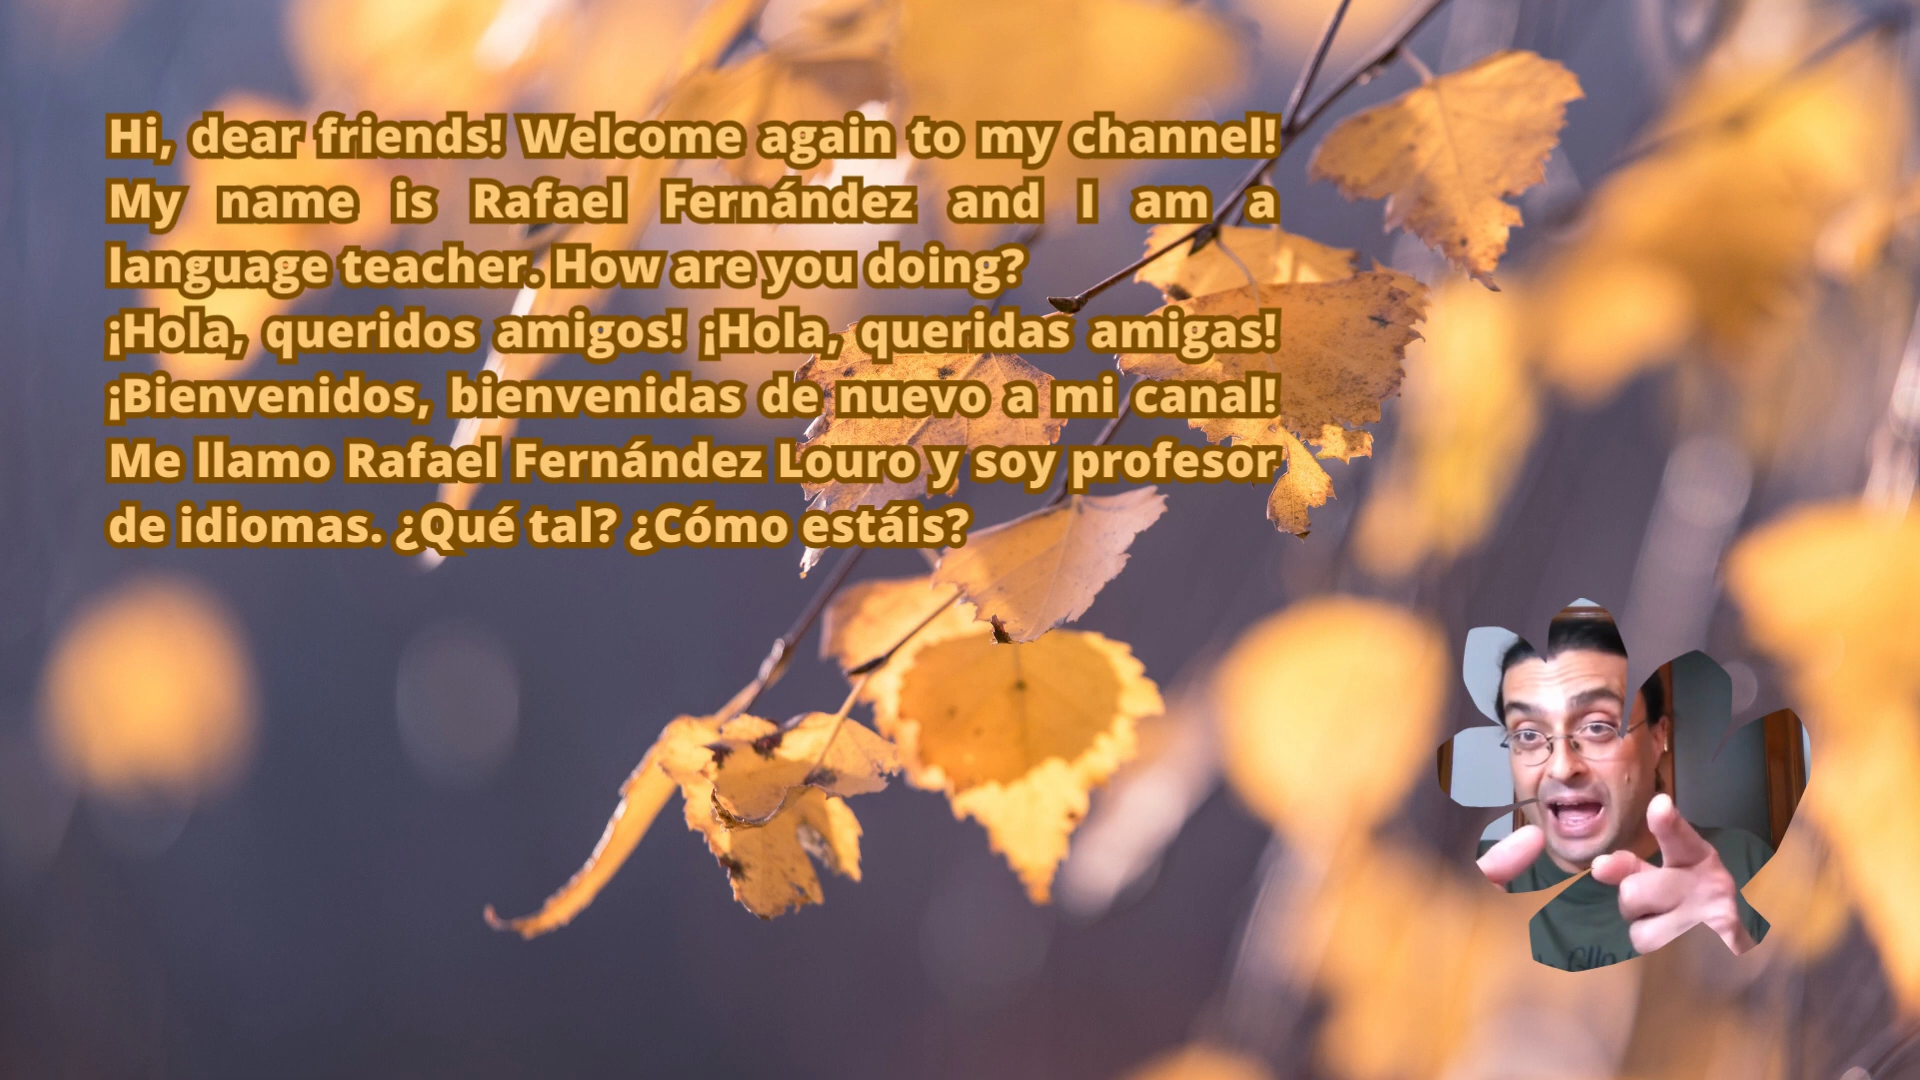 Hi, dear friends! Welcome again to my channel!
My name is Rafael Fernández and I am a
language teacher. How are you doing?
¡Hola, queridos amigos! ¡Hola, queridas amigas!
¡Bienvenidos, bienvenidas de nuevo a mi canal!
Me llamo Rafael Fernández Louro y soy profesor
de idiomas. ¿Qué tal? ¿Cómo estáis?